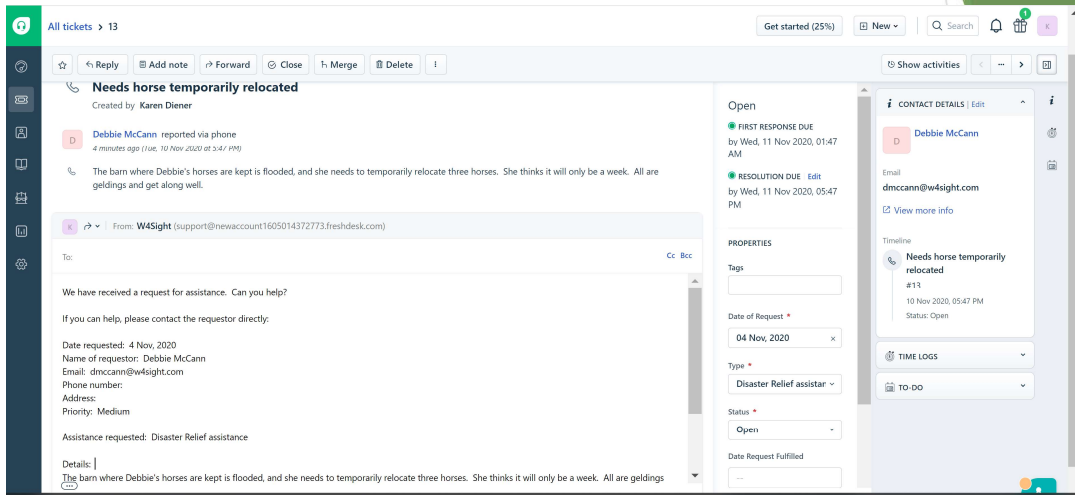 All tickets > 13
Get started (25%)
New
Search
1
K
Reply
Add note
Forward
Close
Merge
Delete
Show activities
Needs horse temporarily relocated
Created by Karen Diener
D
Debbie McCann reported via phone
4 minutes ago (Tue, 10 Nov 2020 at 5:47 PM)
The barn where Debbie's horses are kept is flooded, and she needs to temporarily relocate three horses. She thinks it will only be a week. All are
geldings and get along well.
K
From: W4Sight (support@newaccount1605014372773.freshdesk.com)
To:
Cc Bcc
We have received a request for assistance. Can you help?
If you can help, please contact the requestor directly:
Date requested: 4 Nov, 2020
Name of requestor: Debbie McCann
Email: dmccann@w4sight.com
Phone number:
Address:
Priority: Medium
Assistance requested: Disaster Relief assistance
Details:
The barn where Debbie's horses are kept is flooded, and she needs to temporarily relocate three horses. She thinks it will only be a week. All are geldings
Open
FIRST RESPONSE DUE
by Wed, 11 Nov 2020, 01:47
AM
RESOLUTION DUE Edit
by Wed, 11 Nov 2020, 05:47
PM
PROPERTIES
Tags
Date of Request *
04 Nov, 2020 ×
Type *
Disaster Relief assistar
Status *
Open
Date Request Fulfilled
...
CONTACT DETAILS | Edit
D
Debbie McCann
Email
dmccann@w4sight.com
View more info
Timeline
Needs horse temporarily
relocated
#13
10 Nov 2020, 05:47 PM
Status: Open
TIME LOGS
TO-DO